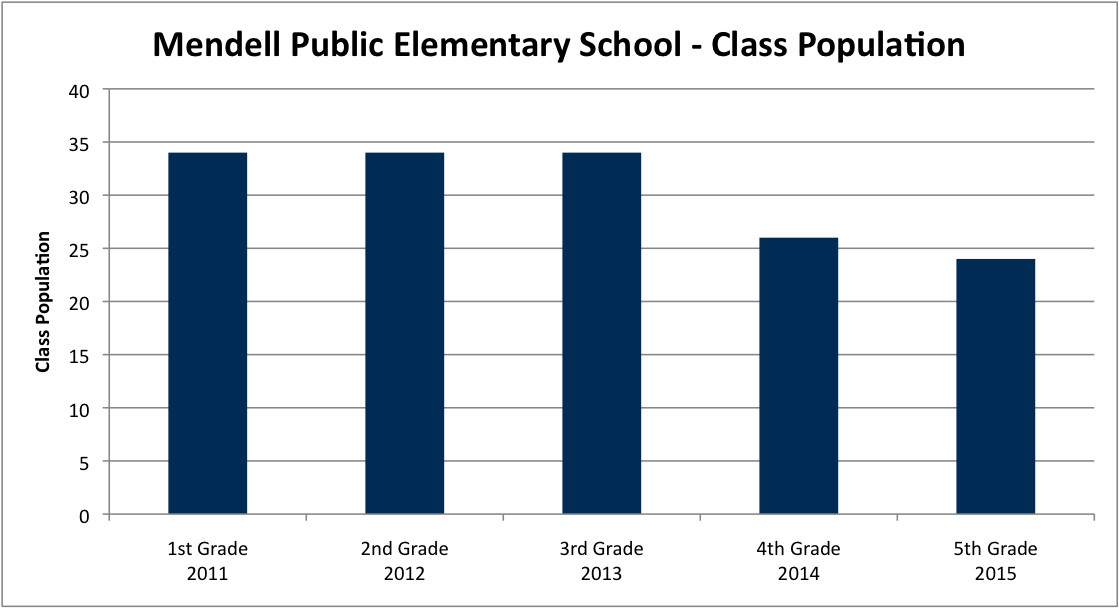 Mendell Public Elementary School - Class Population
Class Population
40
35
30
25
20
15
10
5
0
1st Grade 2nd Grade 3rd Grade 4th Grade 5th Grade
2011 2012 2013 2014 2015